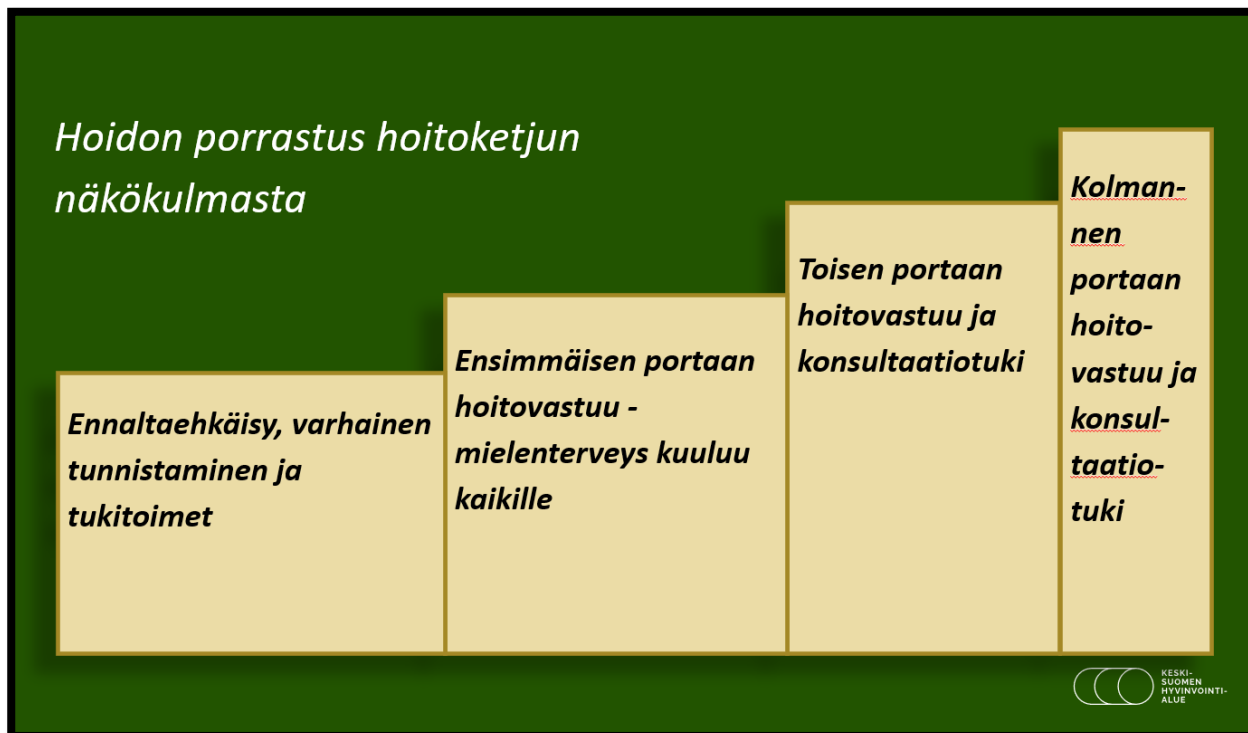 Hoidon porrastus hoitoketjun
näkökulmasta
Ennaltaehkäisy, varhainen
tunnistaminen ja
tukitoimet
Ensimmäisen portaan
hoitovastuu -
mielenterveys kuuluu
kaikille
Toisen portaan
hoitovastuu ja
konsultaatiotuki
Kolman-
nen
portaan
hoito-
vastuu ja
konsul-
taatio-
tuki
KESKI-
SUOMEN
HYVINVOINTI-
ALUE